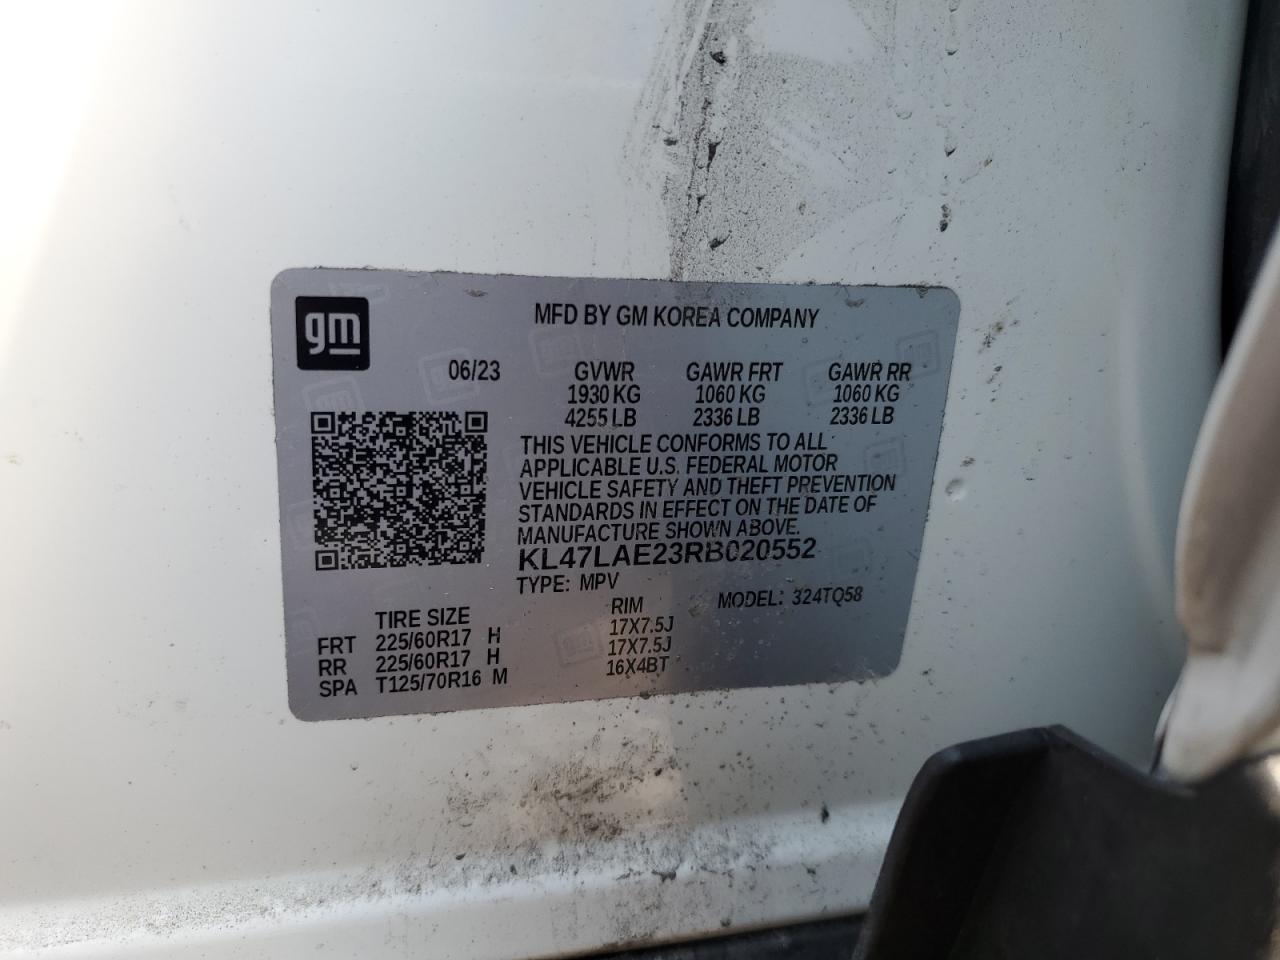 gm
MFD BY GM KOREA COMPANY
06/23 GVWR GAWR FRT GAWR RR
1930 KG 1060 KG 1060 KG
4255 LB 2336 LB 2336 LB
THIS VEHICLE CONFORMS TO ALL
APPLICABLE U.S. FEDERAL MOTOR
VEHICLE SAFETY AND THEFT PREVENTION
STANDARDS IN EFFECT ON THE DATE OF
MANUFACTURE SHOWN ABOVE.
KL47LAE23RB020552
TYPE: MPV MODEL: 324TQ58
TIRE SIZE RIM
FRT 225/60R17 H 17X7.5J
RR 225/60R17 H 17X7.5J
SPA T125/70R16 M 16X4BT